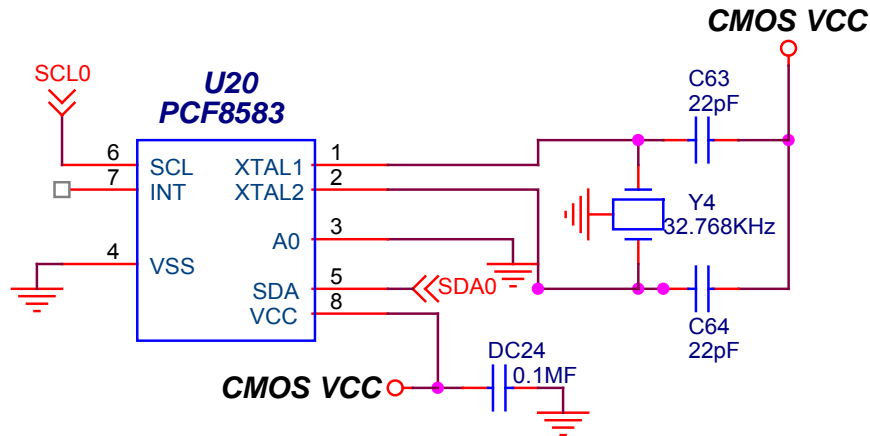 CMOS VCC
SCL0
U20
PCF8583
C63
22pF
6
SCL
XTAL1
1
7
INT
XTAL2
2
Y4
32.768KHz
A0
3
4
VSS
SDA
5
SDA0
VCC
8
C64
22pF
DC24
0.1MF
CMOS VCC